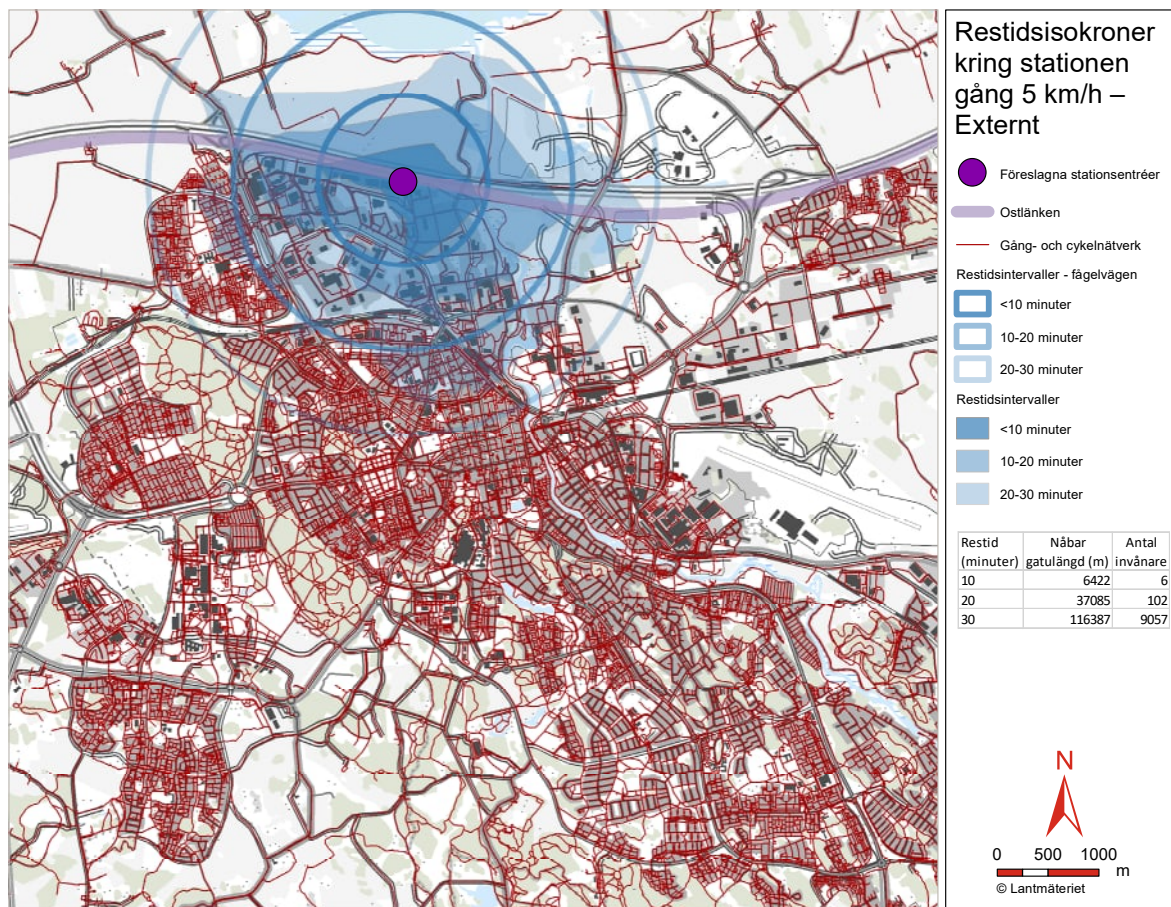 Restidsisokroner
kring stationen
gång 5 km/h –
Externt
Föreslagna stationsentréer
Ostlänken
Gång- och cykelnätverk
Restidsintervaller - fågelvägen
<10 minuter
10-20 minuter
20-30 minuter
Restidsintervaller
<10 minuter
10-20 minuter
20-30 minuter
Restid Nåbar Antal
(minuter) gatulängd (m) invånare
10 6422 6
20 37085 102
30 116387 9057
N
0 500 1000
m
© Lantmäteriet